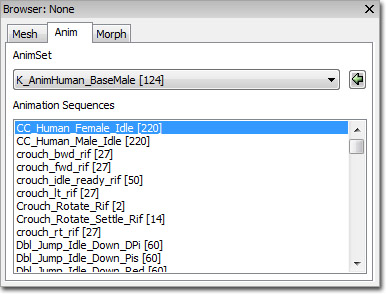 Browser: None
Mesh Anim Morph
AnimSet
K_AnimHuman_BaseMale [124]
Animation Sequences
CC_Human_Female_Idle [220]
CC_Human_Male_Idle [220]
crouch_bwd_rif [27]
crouch_fwd_rif [27]
crouch_idle_ready_rif [50]
crouch_lt_rif [27]
Crouch_Rotate_Rif [2]
Crouch_Rotate_Settle_Rif [14]
crouch_rt_rif [27]
Dbl_Jump_Idle_Down_DPi [60]
Dbl_Jump_Idle_Down_Pis [60]
Dbl_Jump_Idle_Down_Red [60]